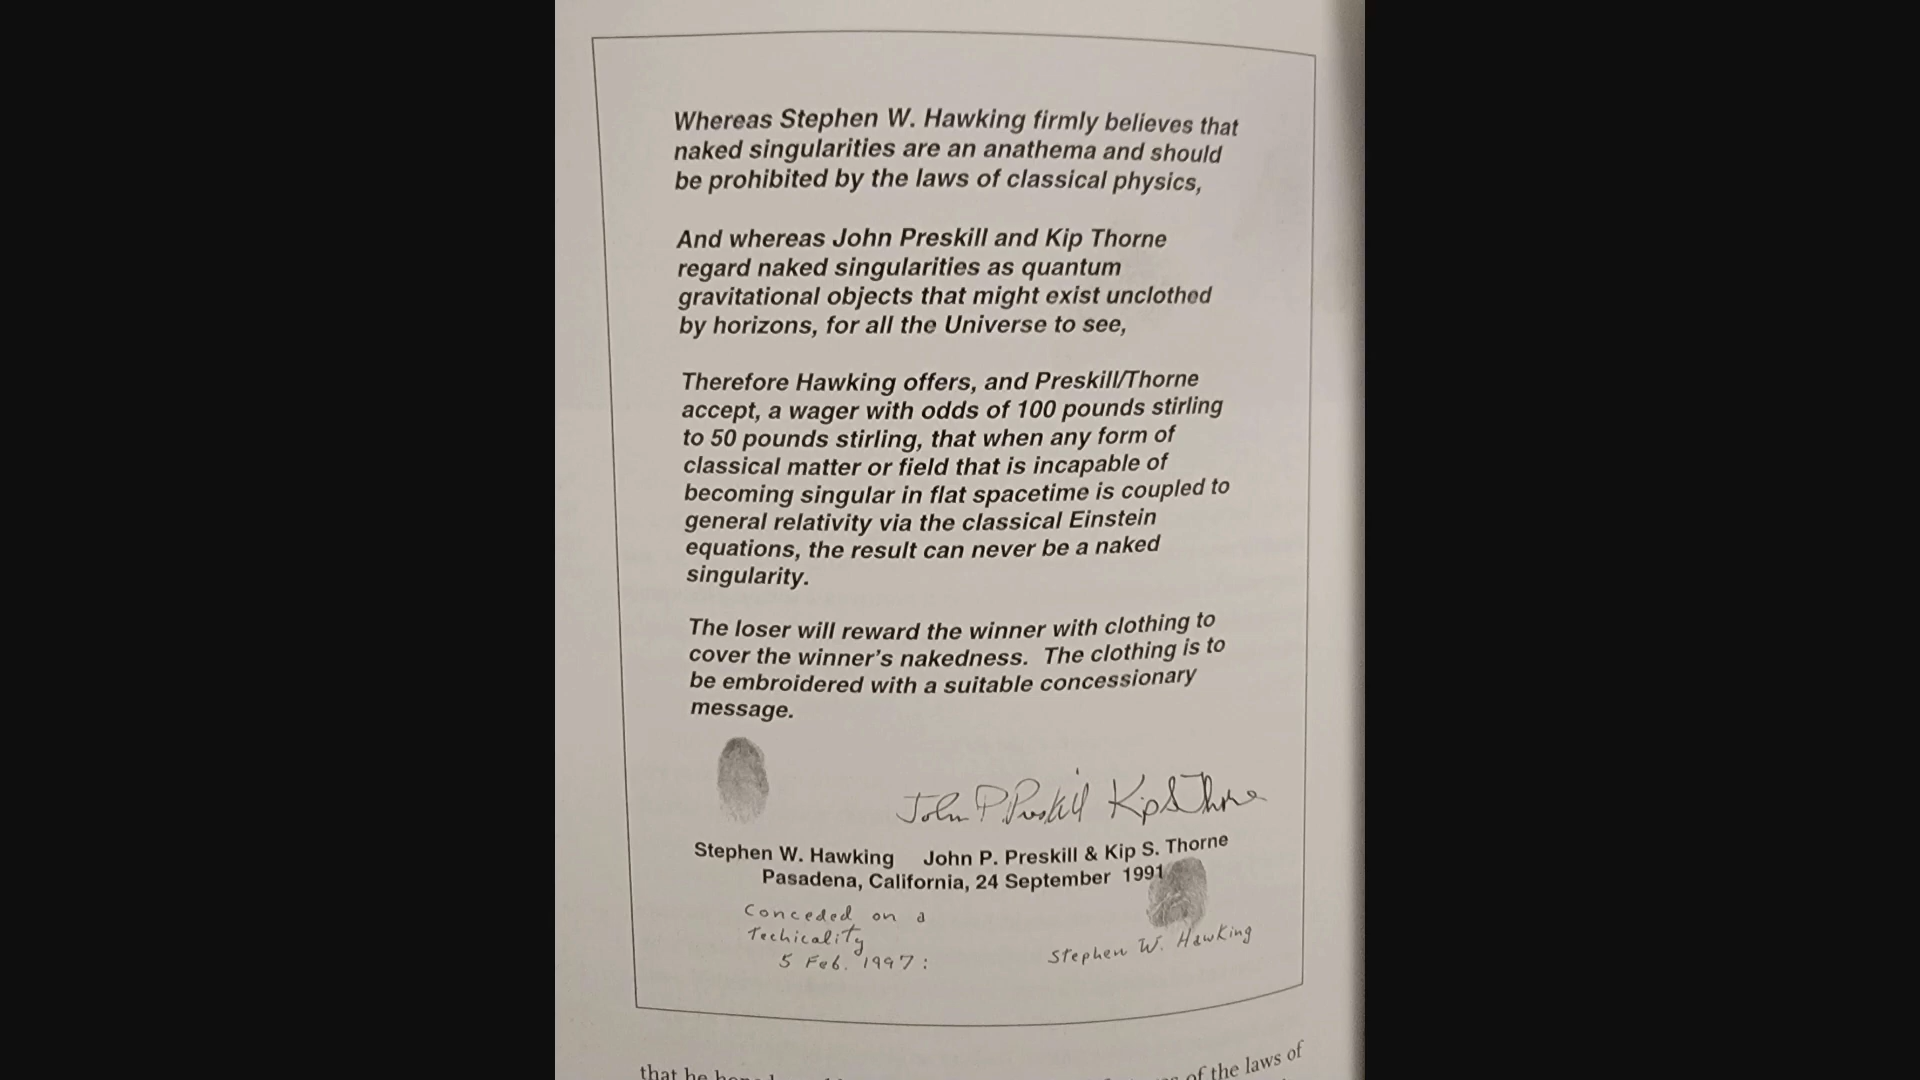 Whereas Stephen W. Hawking firmly believes that
naked singularities are an anathema and should
be prohibited by the laws of classical physics,
And whereas John Preskill and Kip Thorne
regard naked singularities as quantum
gravitational objects that might exist unclothed
by horizons, for all the Universe to see,
Therefore Hawking offers, and Preskill/Thorne
accept, a wager with odds of 100 pounds stirling
to 50 pounds stirling, that when any form of
classical matter or field that is incapable of
becoming singular in flat spacetime is coupled to
general relativity via the classical Einstein
equations, the result can never be a naked
singularity.
The loser will reward the winner with clothing to
cover the winner's nakedness. The clothing is to
be embroidered with a suitable concessionary
message.
John P. Preskill Kip S Thorne
Stephen W. Hawking John P. Preskill & Kip S. Thorne
Pasadena, California, 24 September 1991
Conceded on a
Techicality
5 Feb. 1997:
Stephen W. Hawking
that he of the laws of